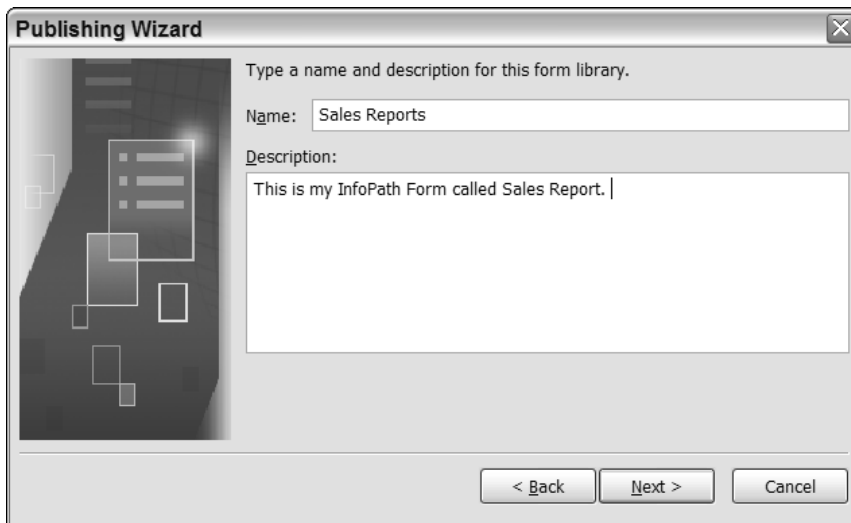 Publishing Wizard
Type a name and description for this form library.
Name: Sales Reports
Description:
This is my InfoPath Form called Sales Report.
< Back Next > Cancel